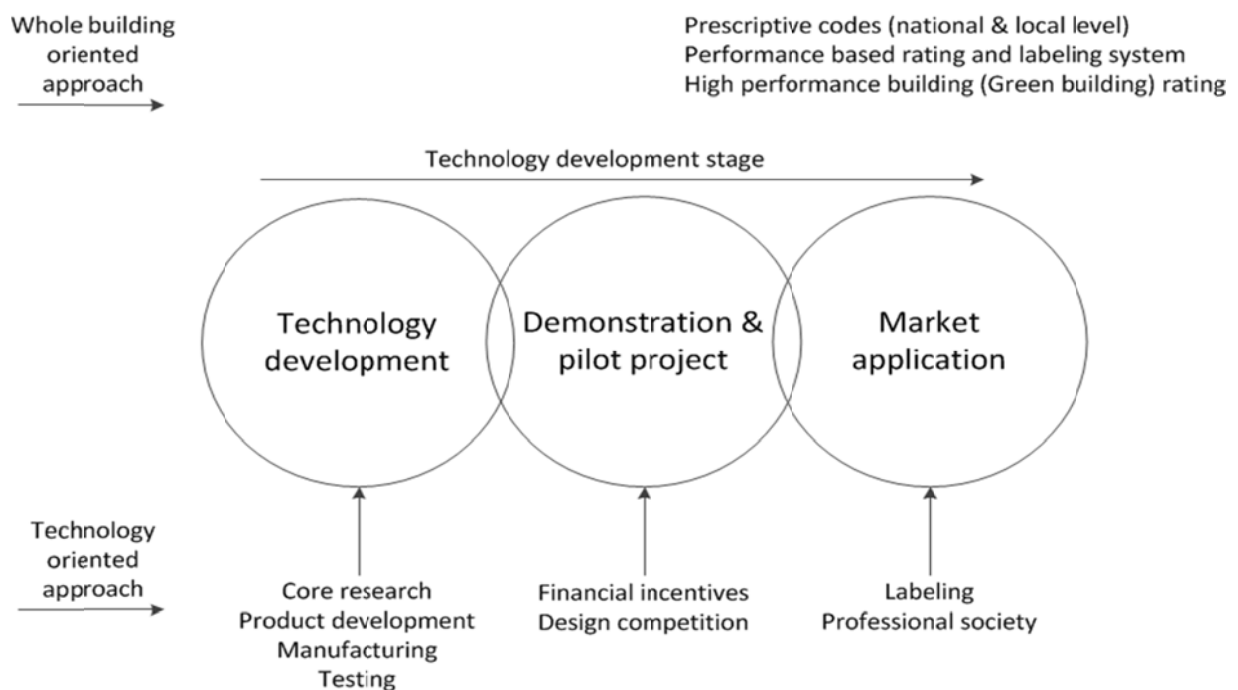 Whole building
oriented
approach
Prescriptive codes (national & local level)
Performance based rating and labeling system
High performance building (Green building) rating
Technology development stage
Technology
development
Demonstration &
pilot project
Market
application
Technology
oriented
approach
Core research
Product development
Manufacturing
Testing
Financial incentives
Design competition
Labeling
Professional society